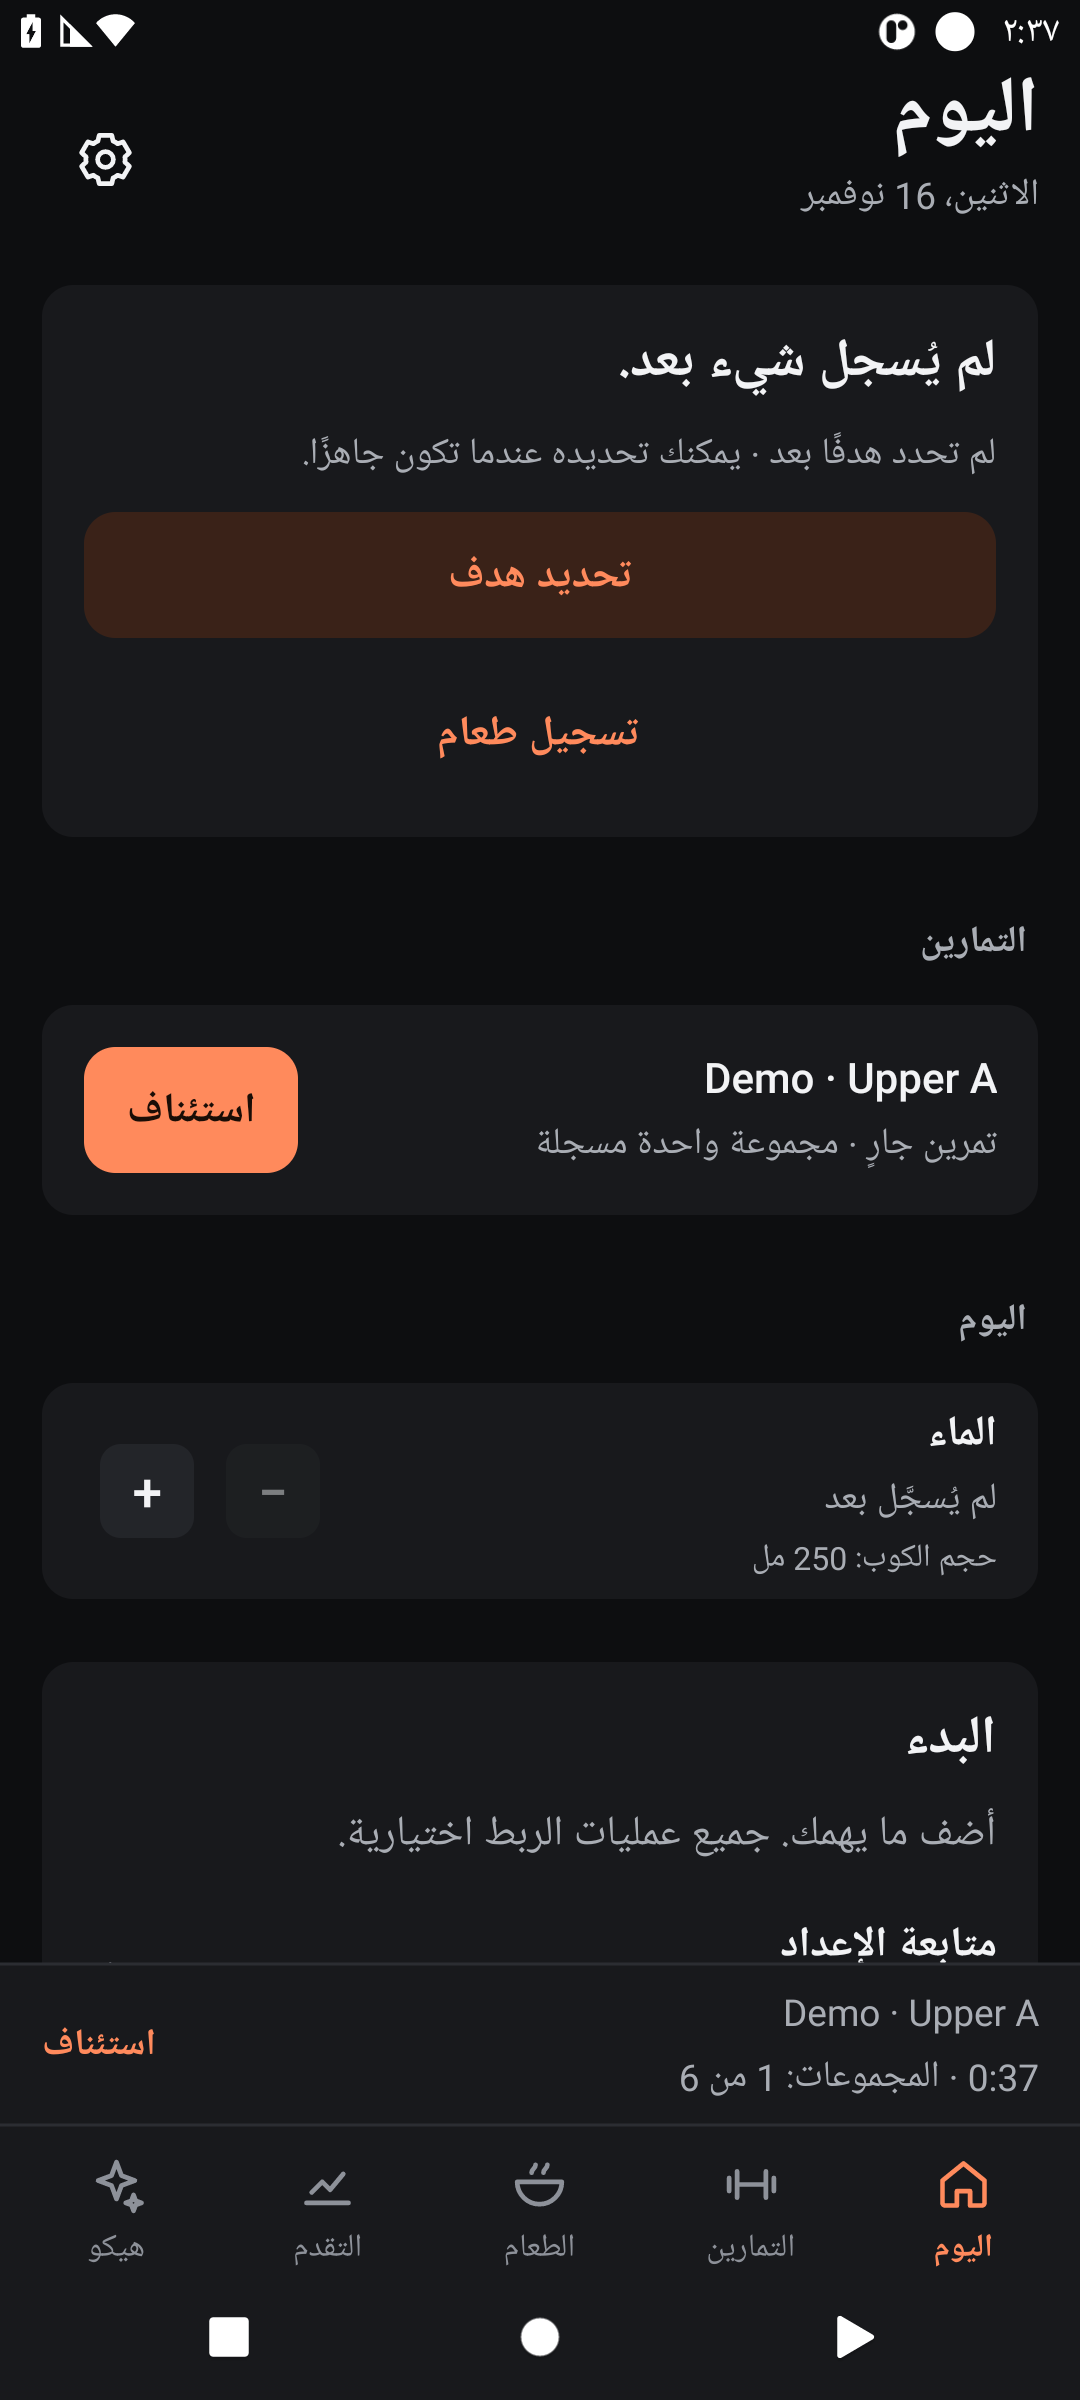 ٢:٣٧
اليوم
الاثنين، 16 نوفمبر
لم يُسجل شيء بعد.
لم تحدد هدفًا بعد · يمكنك تحديده عندما تكون جاهزًا.
تحديد هدف
تسجيل طعام
التمارين
Demo · Upper A
تمرين جارٍ · مجموعة واحدة مسجلة
استئناف
اليوم
الماء
لم يُسجَّل بعد
حجم الكوب: 250 مل
− +
البدء
أضف ما يهمك. جميع عمليات الربط اختيارية.
متابعة الإعداد
Demo · Upper A
0:37 · المجموعات: 1 من 6
استئناف
اليوم
التمارين
الطعام
التقدم
هيكو